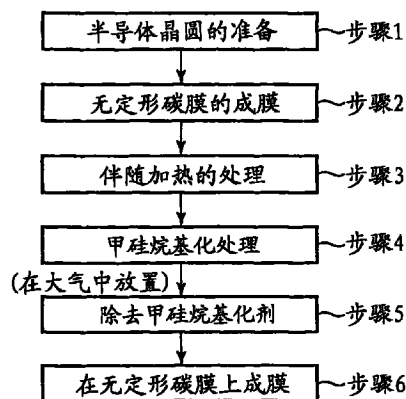 半导体晶圆的准备 步骤1
无定形碳膜的成膜 步骤2
伴随加热的处理 步骤3
甲硅烷基化处理 步骤4
(在大气中放置)
除去甲硅烷基化剂 步骤5
在无定形碳膜上成膜 步骤6